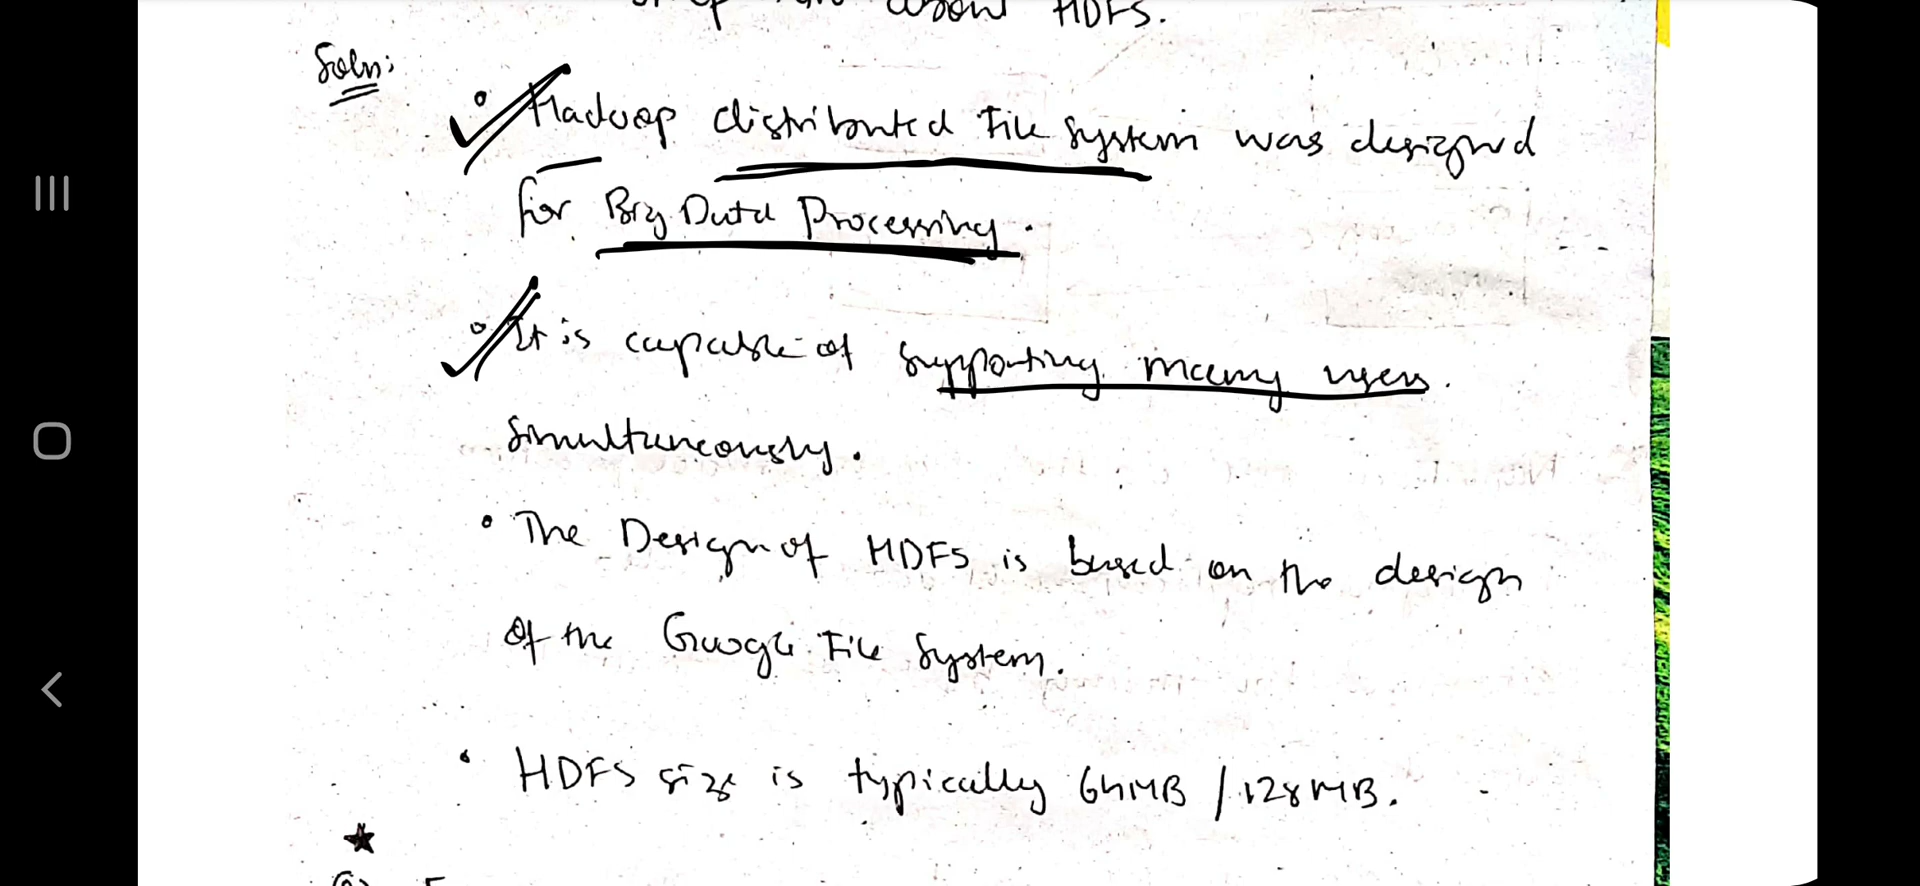 about HDFS.
Soln:
• Hadoop distributed File System was designed
for Big Data Processing.
• It is capable of supporting many users.
simultaneously.
• The Design of HDFS is based on the design
of the Google File System.
• HDFS size is typically 64MB / 128MB.